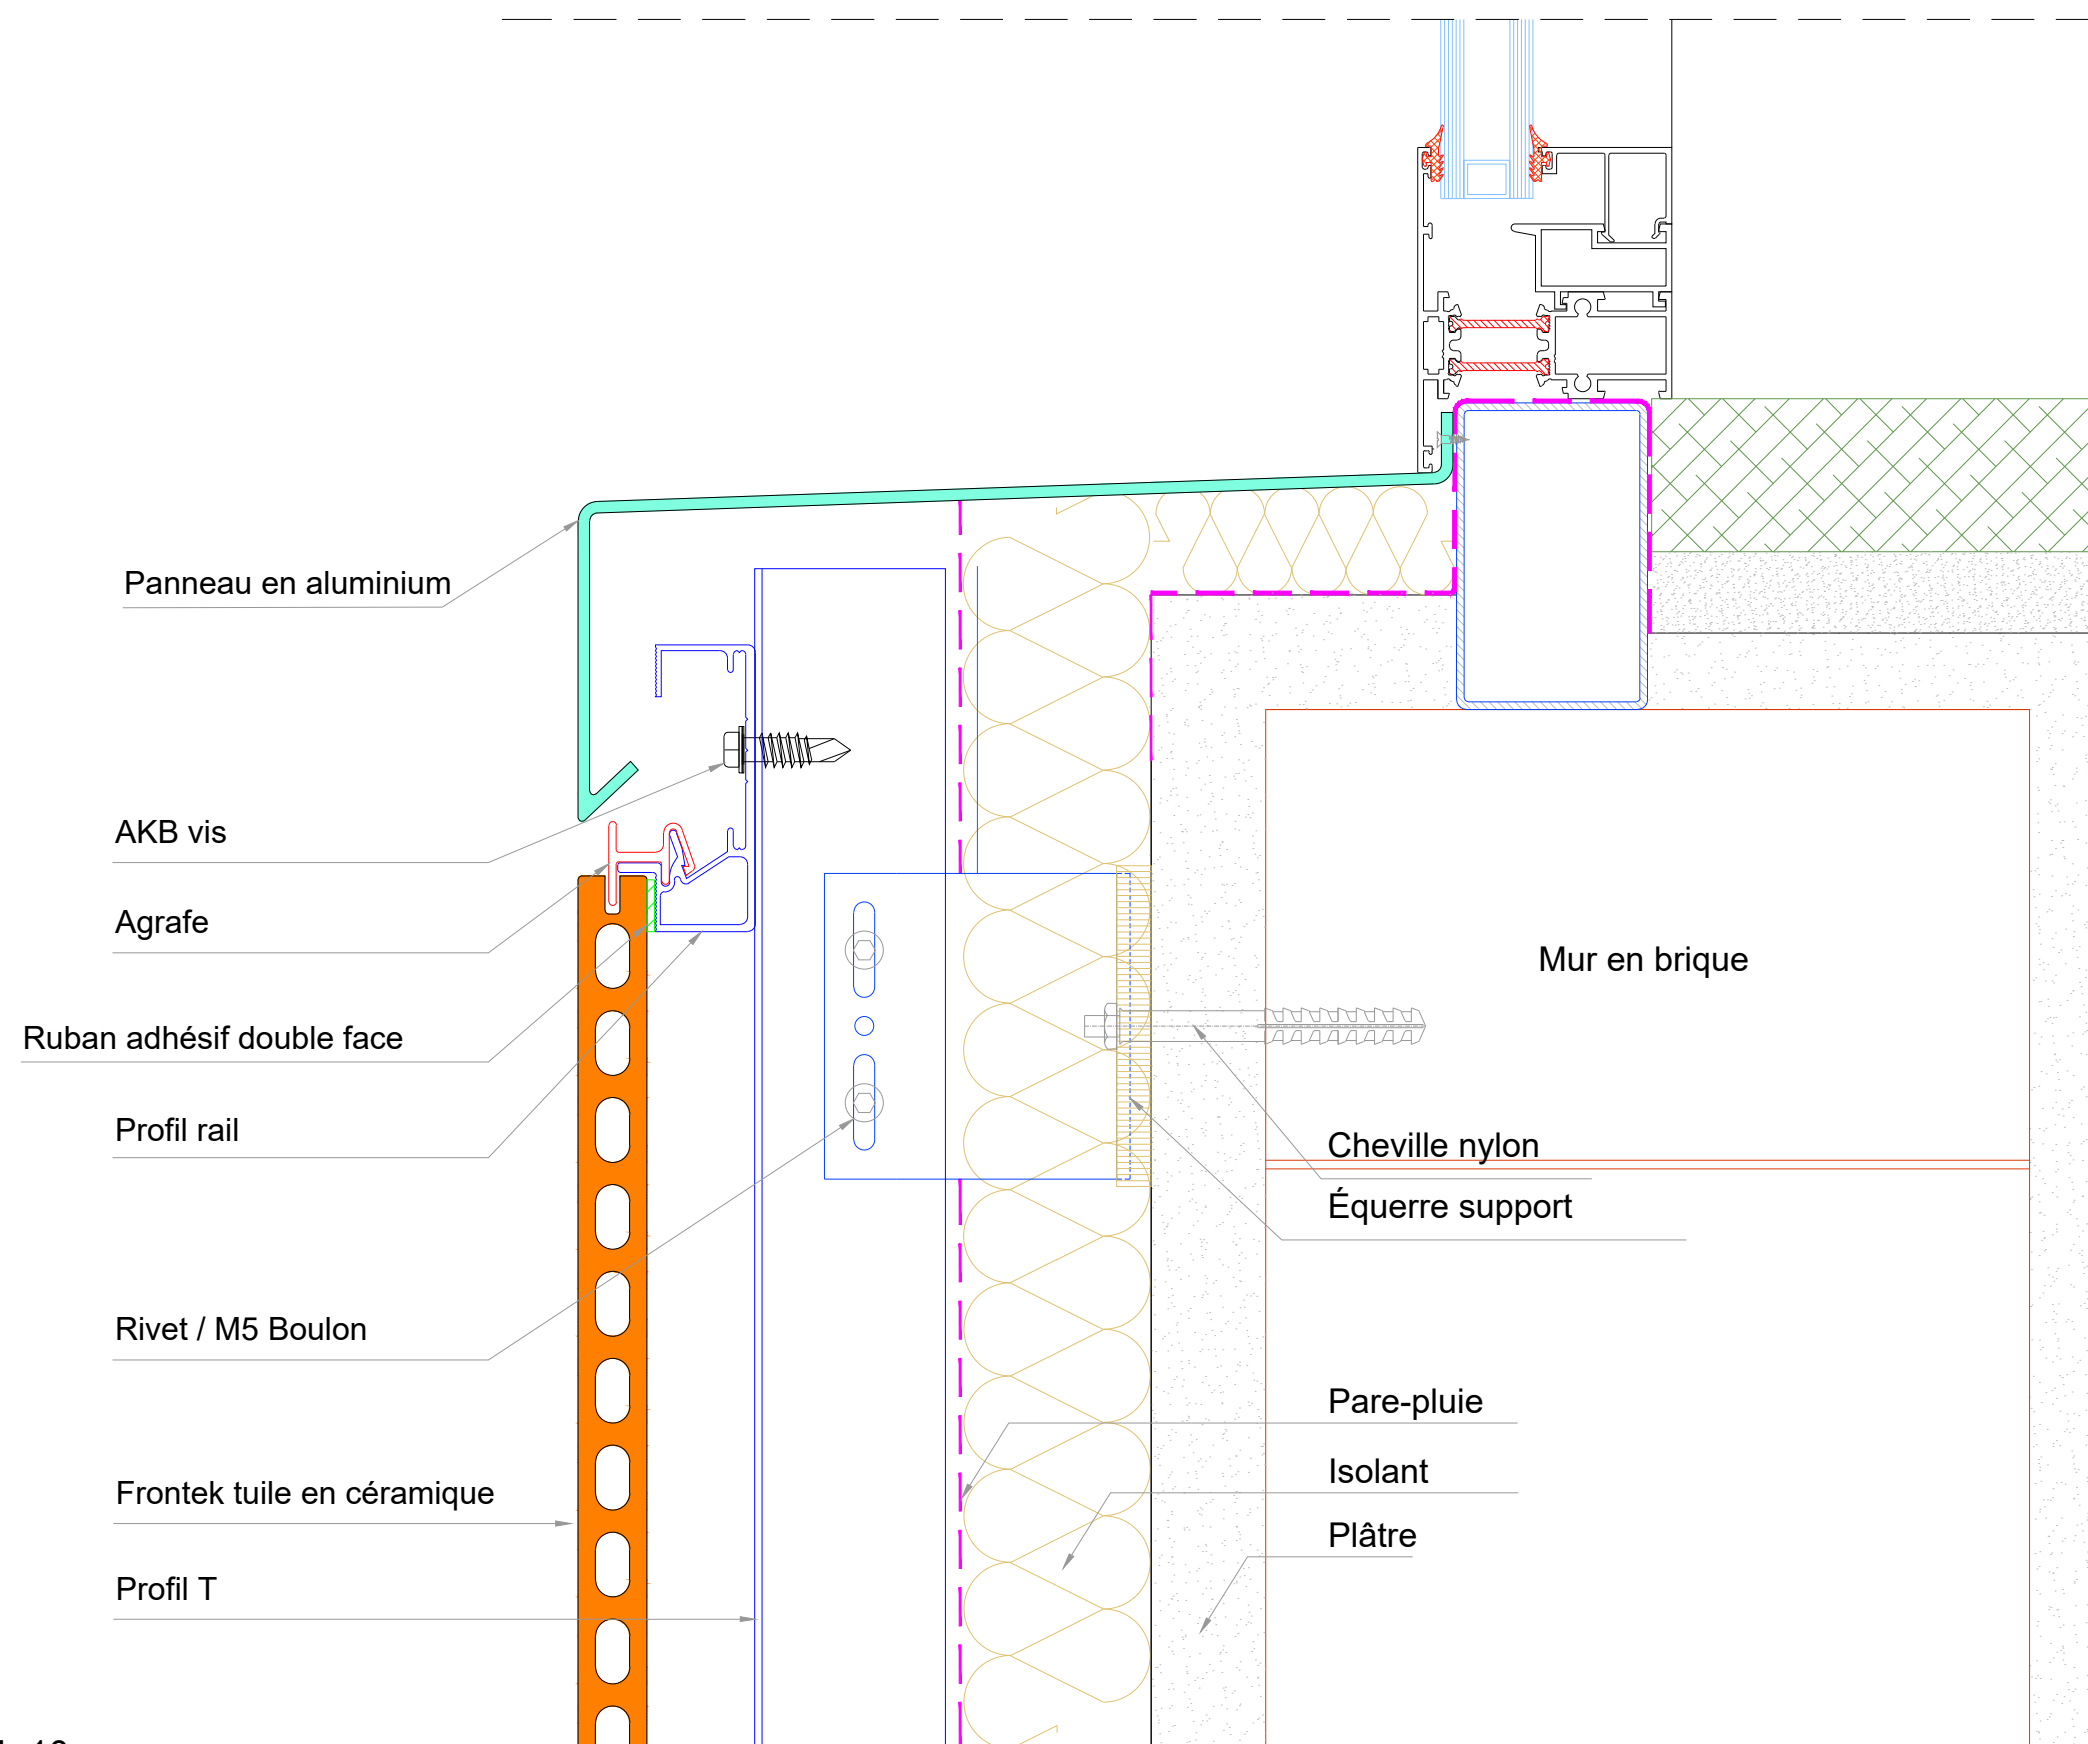 Panneau en aluminium
AKB vis
Agrafe
Ruban adhésif double face
Profil rail
Rivet / M5 Boulon
Frontek tuile en céramique
Profil T
Mur en brique
Cheville nylon
Équerre support
Pare-pluie
Isolant
Plâtre